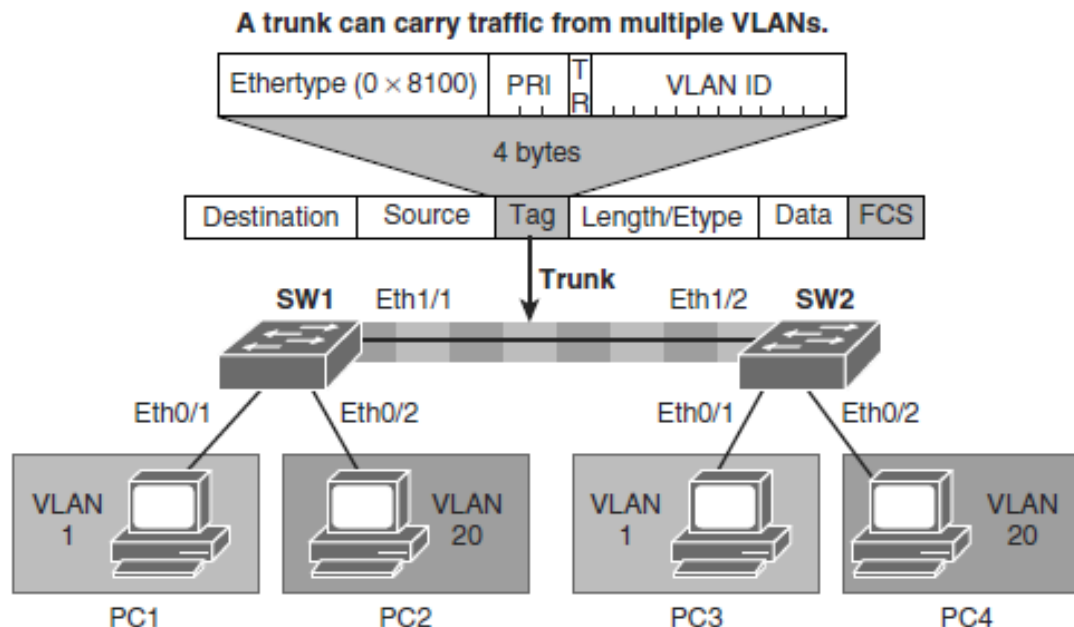 A trunk can carry traffic from multiple VLANs.
Ethertype (0 × 8100) PRI T R VLAN ID
4 bytes
Destination Source Tag Length/Etype Data FCS
Trunk
SW1 Eth1/1 Eth1/2 SW2
Eth0/1 Eth0/2 Eth0/1 Eth0/2
VLAN 1 VLAN 20 VLAN 1 VLAN 20
PC1 PC2 PC3 PC4